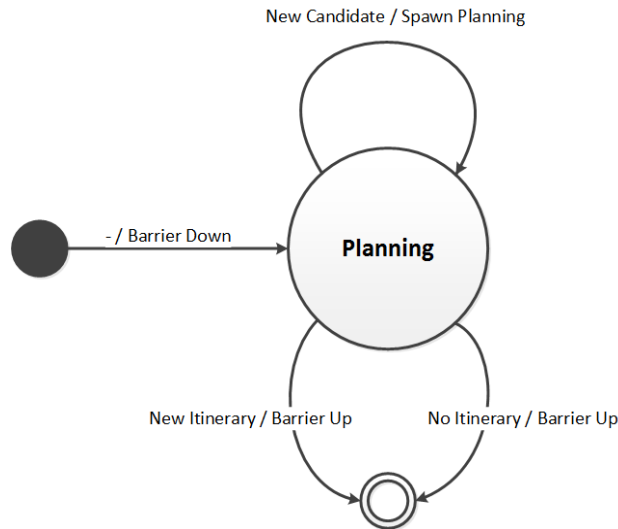 New Candidate / Spawn Planning
- / Barrier Down
Planning
New Itinerary / Barrier Up
No Itinerary / Barrier Up